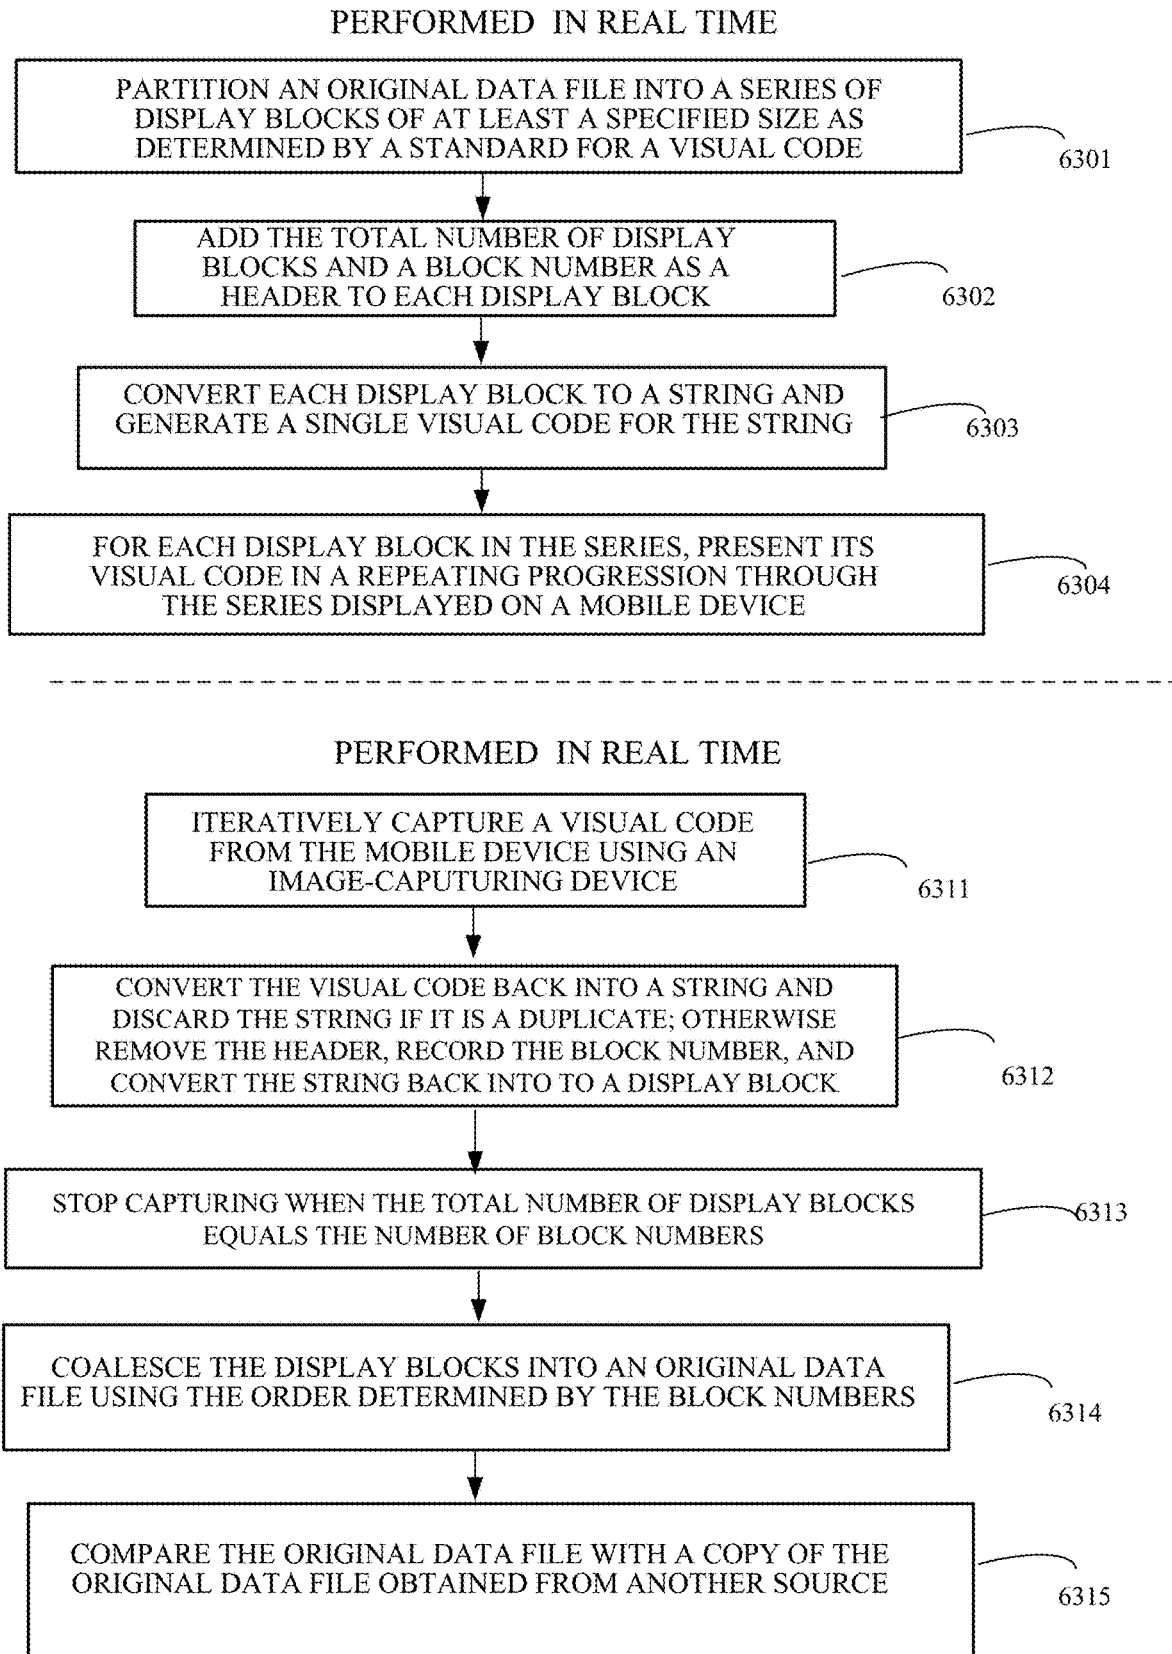 PERFORMED IN REAL TIME
PARTITION AN ORIGINAL DATA FILE INTO A SERIES OF
DISPLAY BLOCKS OF AT LEAST A SPECIFIED SIZE AS
DETERMINED BY A STANDARD FOR A VISUAL CODE
6301
ADD THE TOTAL NUMBER OF DISPLAY
BLOCKS AND A BLOCK NUMBER AS A
HEADER TO EACH DISPLAY BLOCK
6302
CONVERT EACH DISPLAY BLOCK TO A STRING AND
GENERATE A SINGLE VISUAL CODE FOR THE STRING
6303
FOR EACH DISPLAY BLOCK IN THE SERIES, PRESENT ITS
VISUAL CODE IN A REPEATING PROGRESSION THROUGH
THE SERIES DISPLAYED ON A MOBILE DEVICE
6304
PERFORMED IN REAL TIME
ITERATIVELY CAPTURE A VISUAL CODE
FROM THE MOBILE DEVICE USING AN
IMAGE-CAPUTURING DEVICE
6311
CONVERT THE VISUAL CODE BACK INTO A STRING AND
DISCARD THE STRING IF IT IS A DUPLICATE; OTHERWISE
REMOVE THE HEADER, RECORD THE BLOCK NUMBER, AND
CONVERT THE STRING BACK INTO TO A DISPLAY BLOCK
6312
STOP CAPTURING WHEN THE TOTAL NUMBER OF DISPLAY BLOCKS
EQUALS THE NUMBER OF BLOCK NUMBERS
6313
COALESCE THE DISPLAY BLOCKS INTO AN ORIGINAL DATA
FILE USING THE ORDER DETERMINED BY THE BLOCK NUMBERS
6314
COMPARE THE ORIGINAL DATA FILE WITH A COPY OF THE
ORIGINAL DATA FILE OBTAINED FROM ANOTHER SOURCE
6315